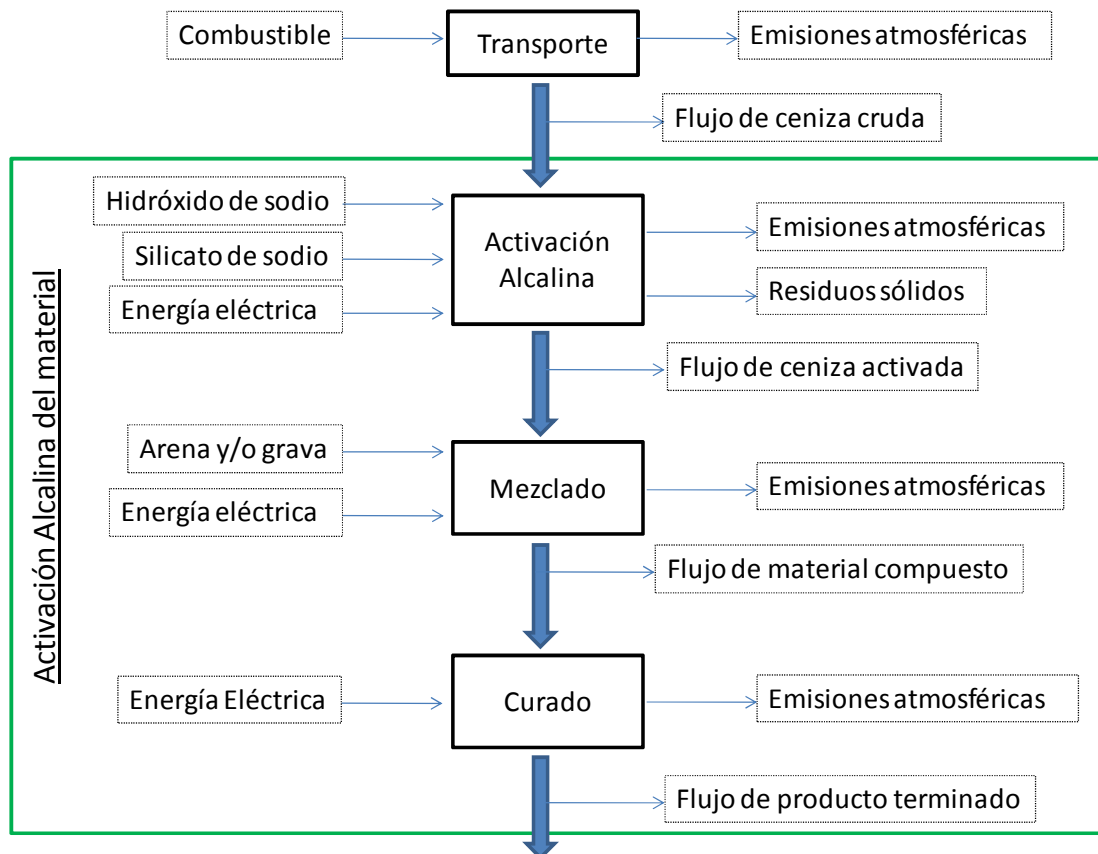 Combustible
Transporte
Emisiones atmosféricas
Flujo de ceniza cruda
Activación Alcalina del material
Hidróxido de sodio
Silicato de sodio
Energía eléctrica
Activación
Alcalina
Emisiones atmosféricas
Residuos sólidos
Flujo de ceniza activada
Arena y/o grava
Energía eléctrica
Mezclado
Emisiones atmosféricas
Flujo de material compuesto
Energía Eléctrica
Curado
Emisiones atmosféricas
Flujo de producto terminado